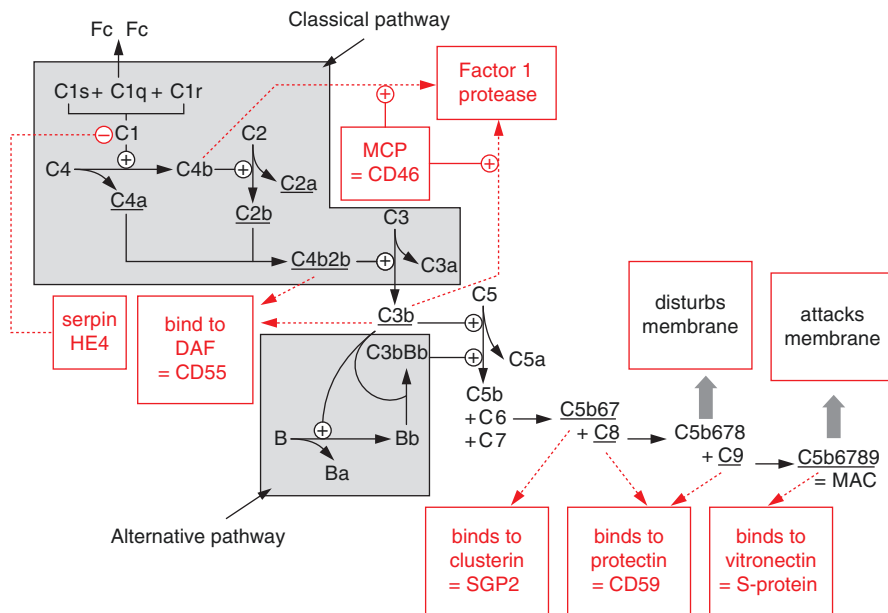 Classical pathway
Fc Fc
C1s + C1q + C1r
Factor 1
protease
− C1
+
C2
MCP
= CD46
+
+
C4
C4b
+
C2a
C4a
C2b
C3
C4b2b
+
C3a
serpin
HE4
bind to
DAF
= CD55
C3b
C5
+
disturbs
membrane
attacks
membrane
C3bBb
+
C5a
C5b
+ C6
+ C7
C5b67
+ C8
C5b678
+ C9
C5b6789
= MAC
+
B
Bb
Ba
Alternative pathway
binds to
clusterin
= SGP2
binds to
protectin
= CD59
binds to
vitronectin
= S-protein